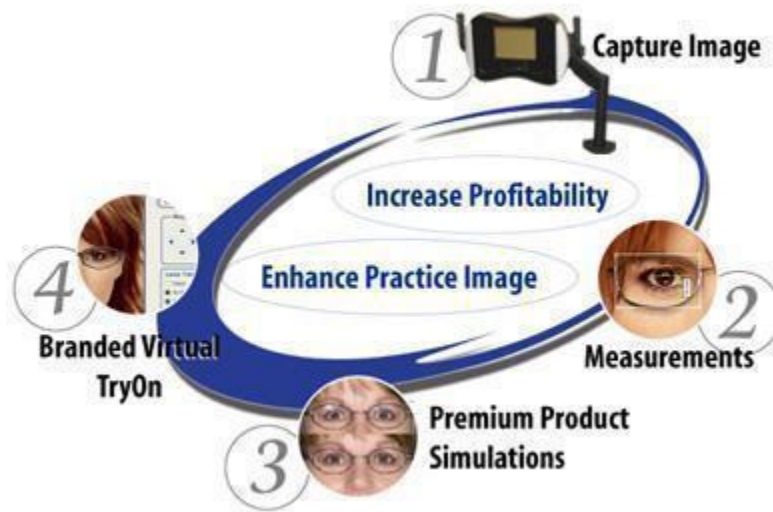 1
Capture Image
Increase Profitability
Enhance Practice Image
2
Measurements
3
Premium Product
Simulations
4
Branded Virtual
TryOn